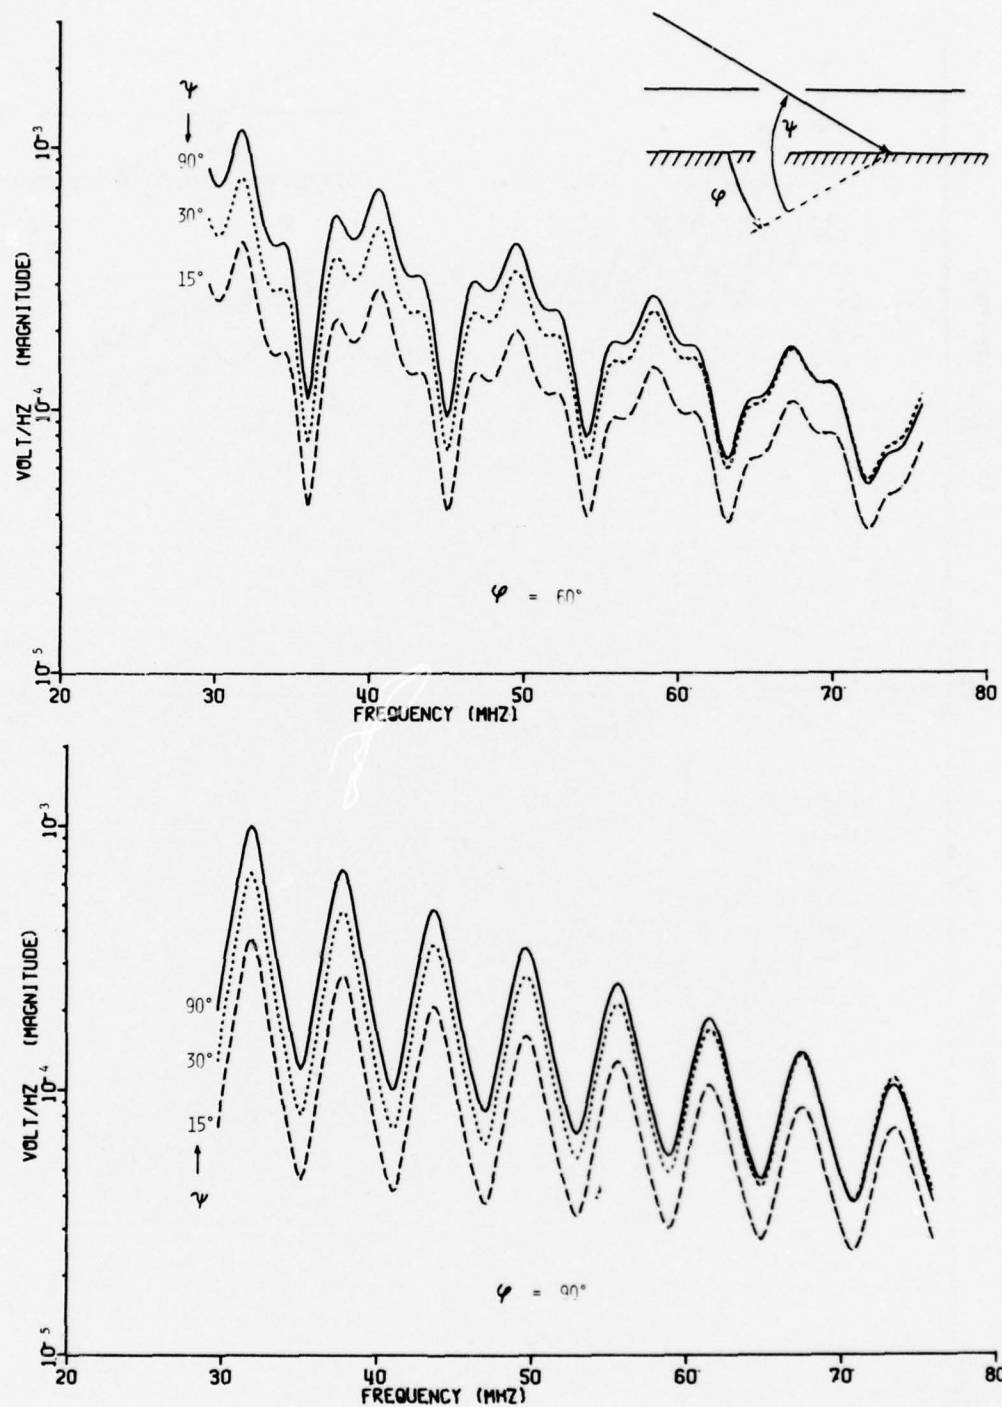 ψ
10⁻³
90°
ψ
30°
φ
15°
VOLT/HZ (MAGNITUDE)
10⁻⁴
φ = 60°
10⁻⁵
20 30 40 50 60 70 80
FREQUENCY (MHZ)
10⁻³
VOLT/HZ (MAGNITUDE)
90°
30°
10⁻⁴
15°
ψ
φ = 90°
10⁻⁵
20 30 40 50 60 70 80
FREQUENCY (MHZ)